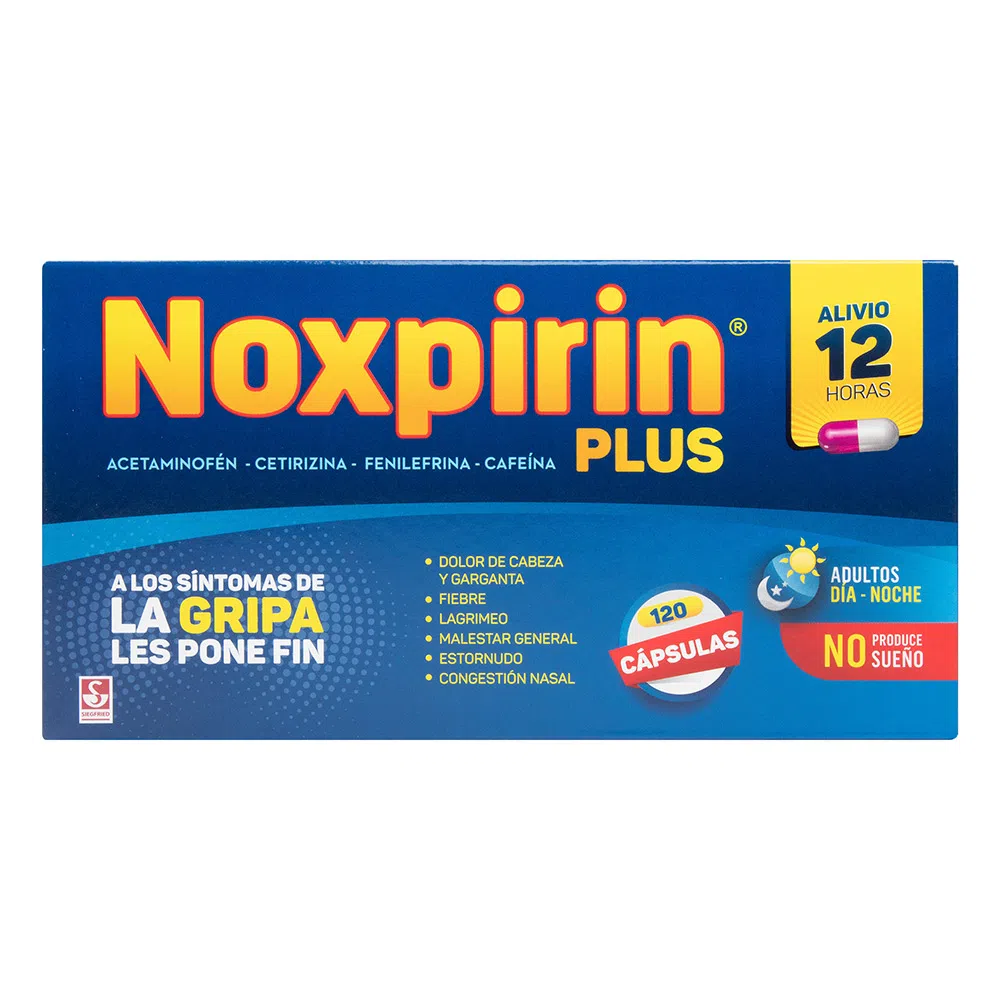 Noxpirin®
PLUS
ACETAMINOFÉN - CETIRIZINA - FENILEFRINA - CAFEÍNA
ALIVIO
12
HORAS
A LOS SÍNTOMAS DE
LA GRIPA
LES PONE FIN
SIEGFRIED
• DOLOR DE CABEZA
Y GARGANTA
• FIEBRE
• LAGRIMEO
• MALESTAR GENERAL
• ESTORNUDO
• CONGESTIÓN NASAL
120
CÁPSULAS
ADULTOS
DÍA - NOCHE
NO PRODUCE
SUEÑO